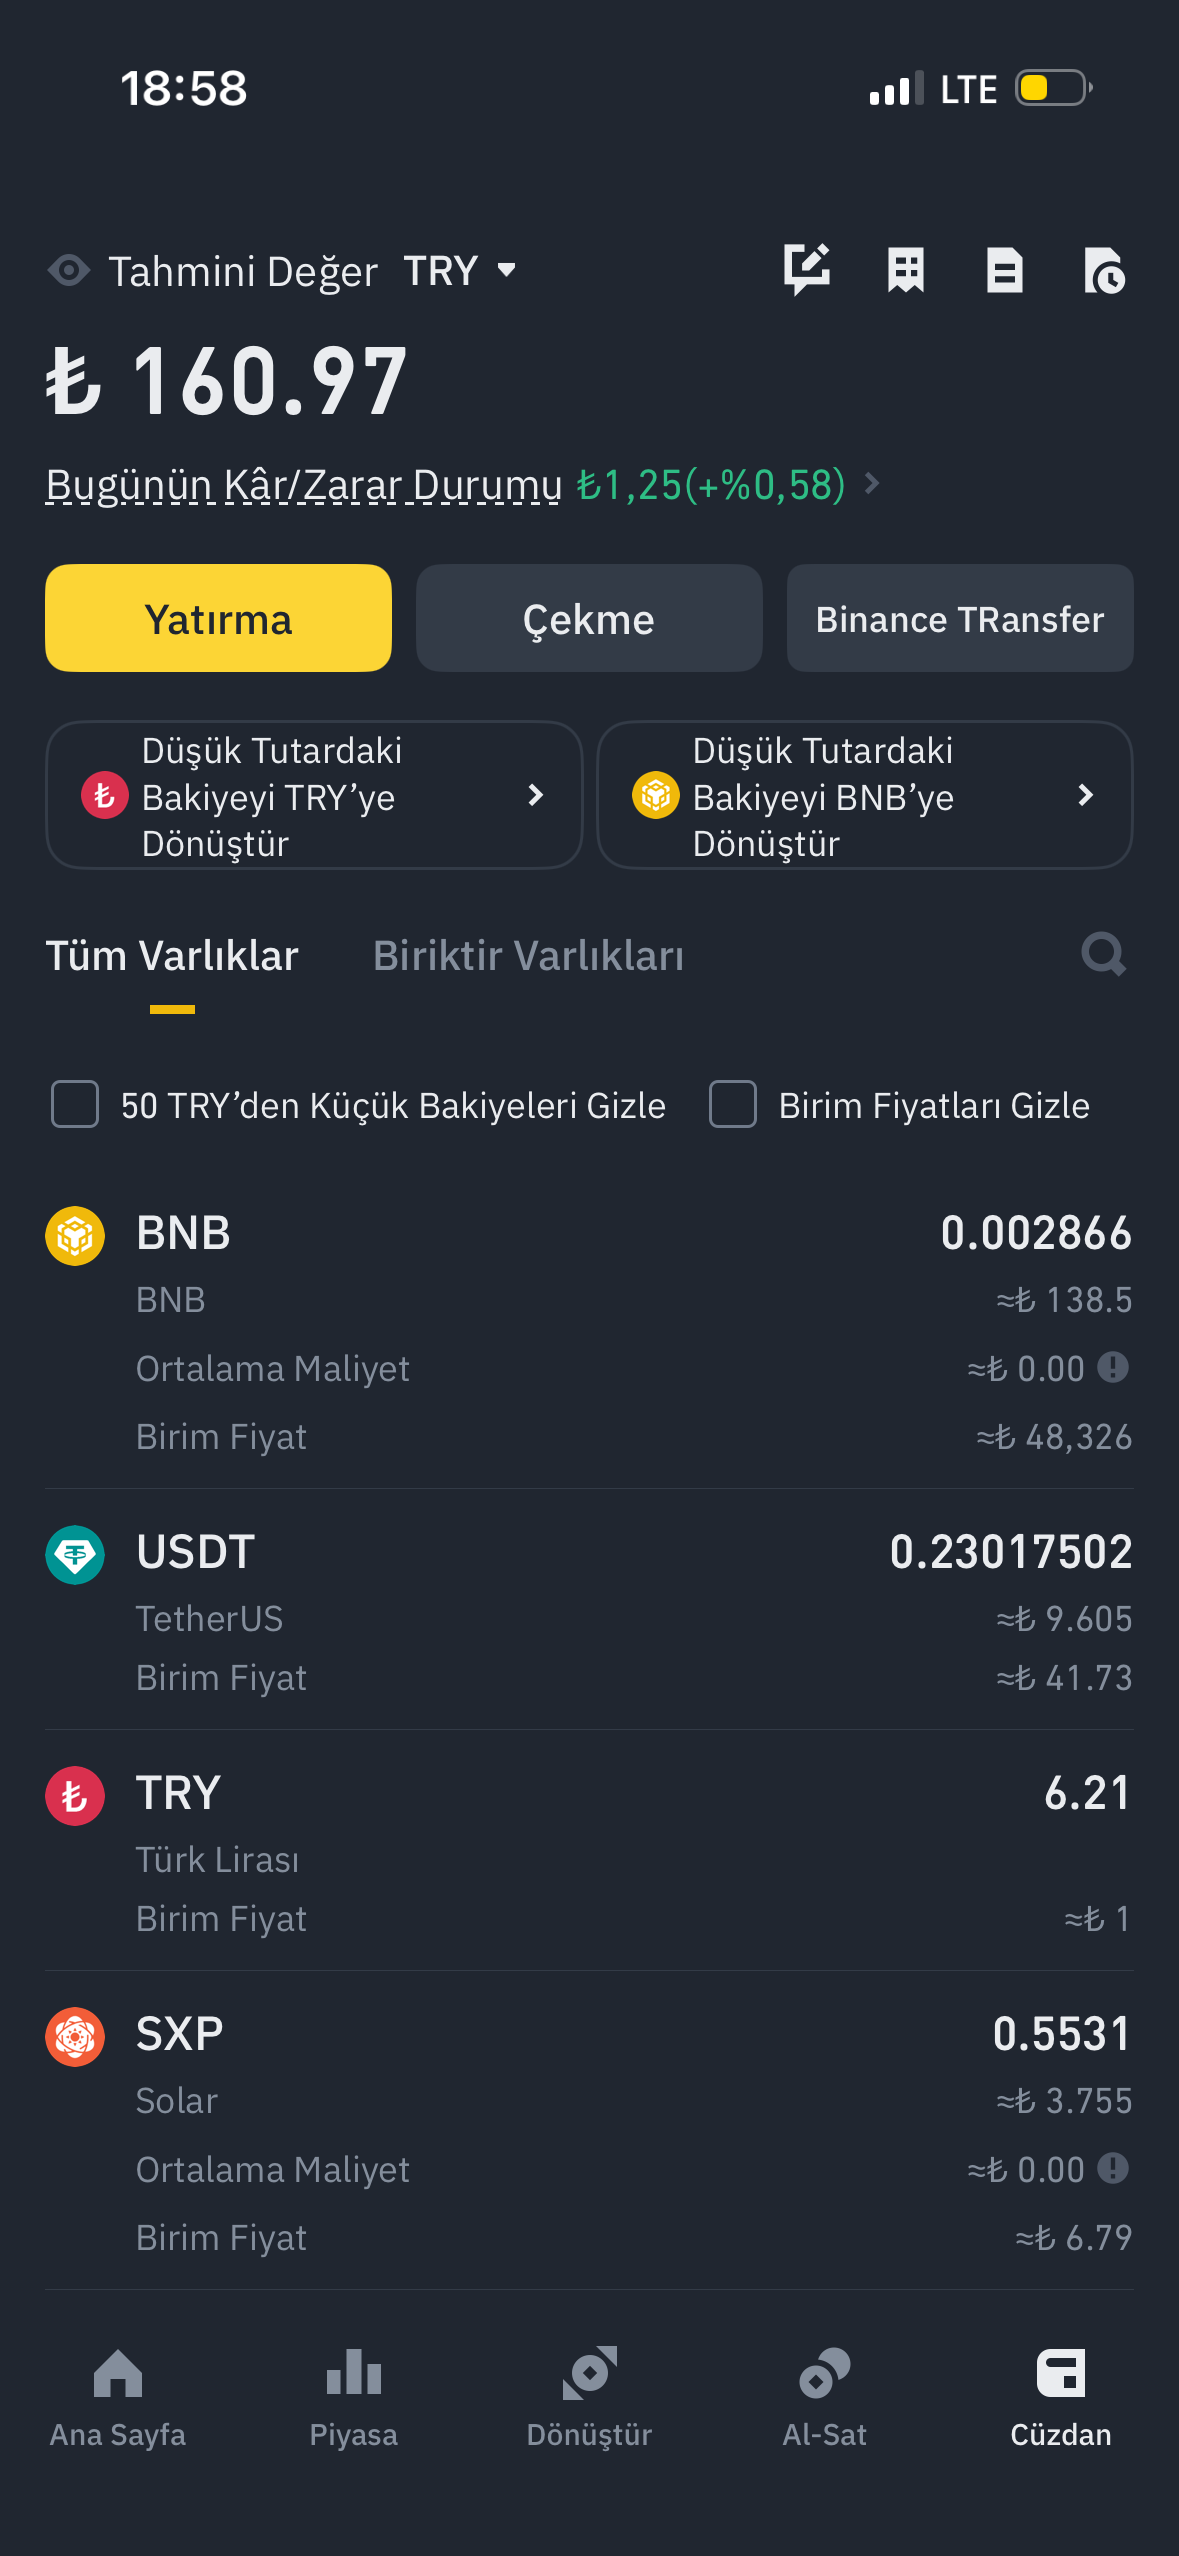 18:58 LTE
Tahmini Değer TRY
₺ 160.97
Bugünün Kâr/Zarar Durumu ₺1,25(+%0,58)
Yatırma
Çekme
Binance TRansfer
Düşük Tutardaki
Bakiyeyi TRY’ye
Dönüştür
Düşük Tutardaki
Bakiyeyi BNB’ye
Dönüştür
Tüm Varlıklar Biriktir Varlıkları
50 TRY’den Küçük Bakiyeleri Gizle Birim Fiyatları Gizle
BNB 0.002866
BNB ≈₺ 138.5
Ortalama Maliyet ≈₺ 0.00
Birim Fiyat ≈₺ 48,326
USDT 0.23017502
TetherUS ≈₺ 9.605
Birim Fiyat ≈₺ 41.73
TRY 6.21
Türk Lirası
Birim Fiyat ≈₺ 1
SXP 0.5531
Solar ≈₺ 3.755
Ortalama Maliyet ≈₺ 0.00
Birim Fiyat ≈₺ 6.79
Ana Sayfa Piyasa Dönüştür Al-Sat Cüzdan